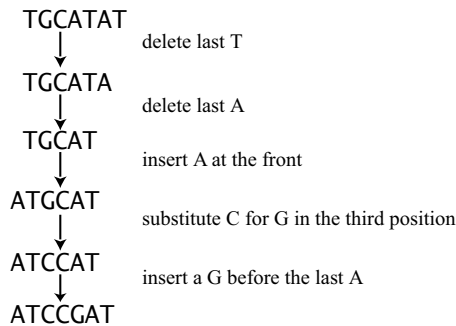 TGCATAT
delete last T
TGCATA
delete last A
TGCAT
insert A at the front
ATGCAT
substitute C for G in the third position
ATCCAT
insert a G before the last A
ATCCGAT